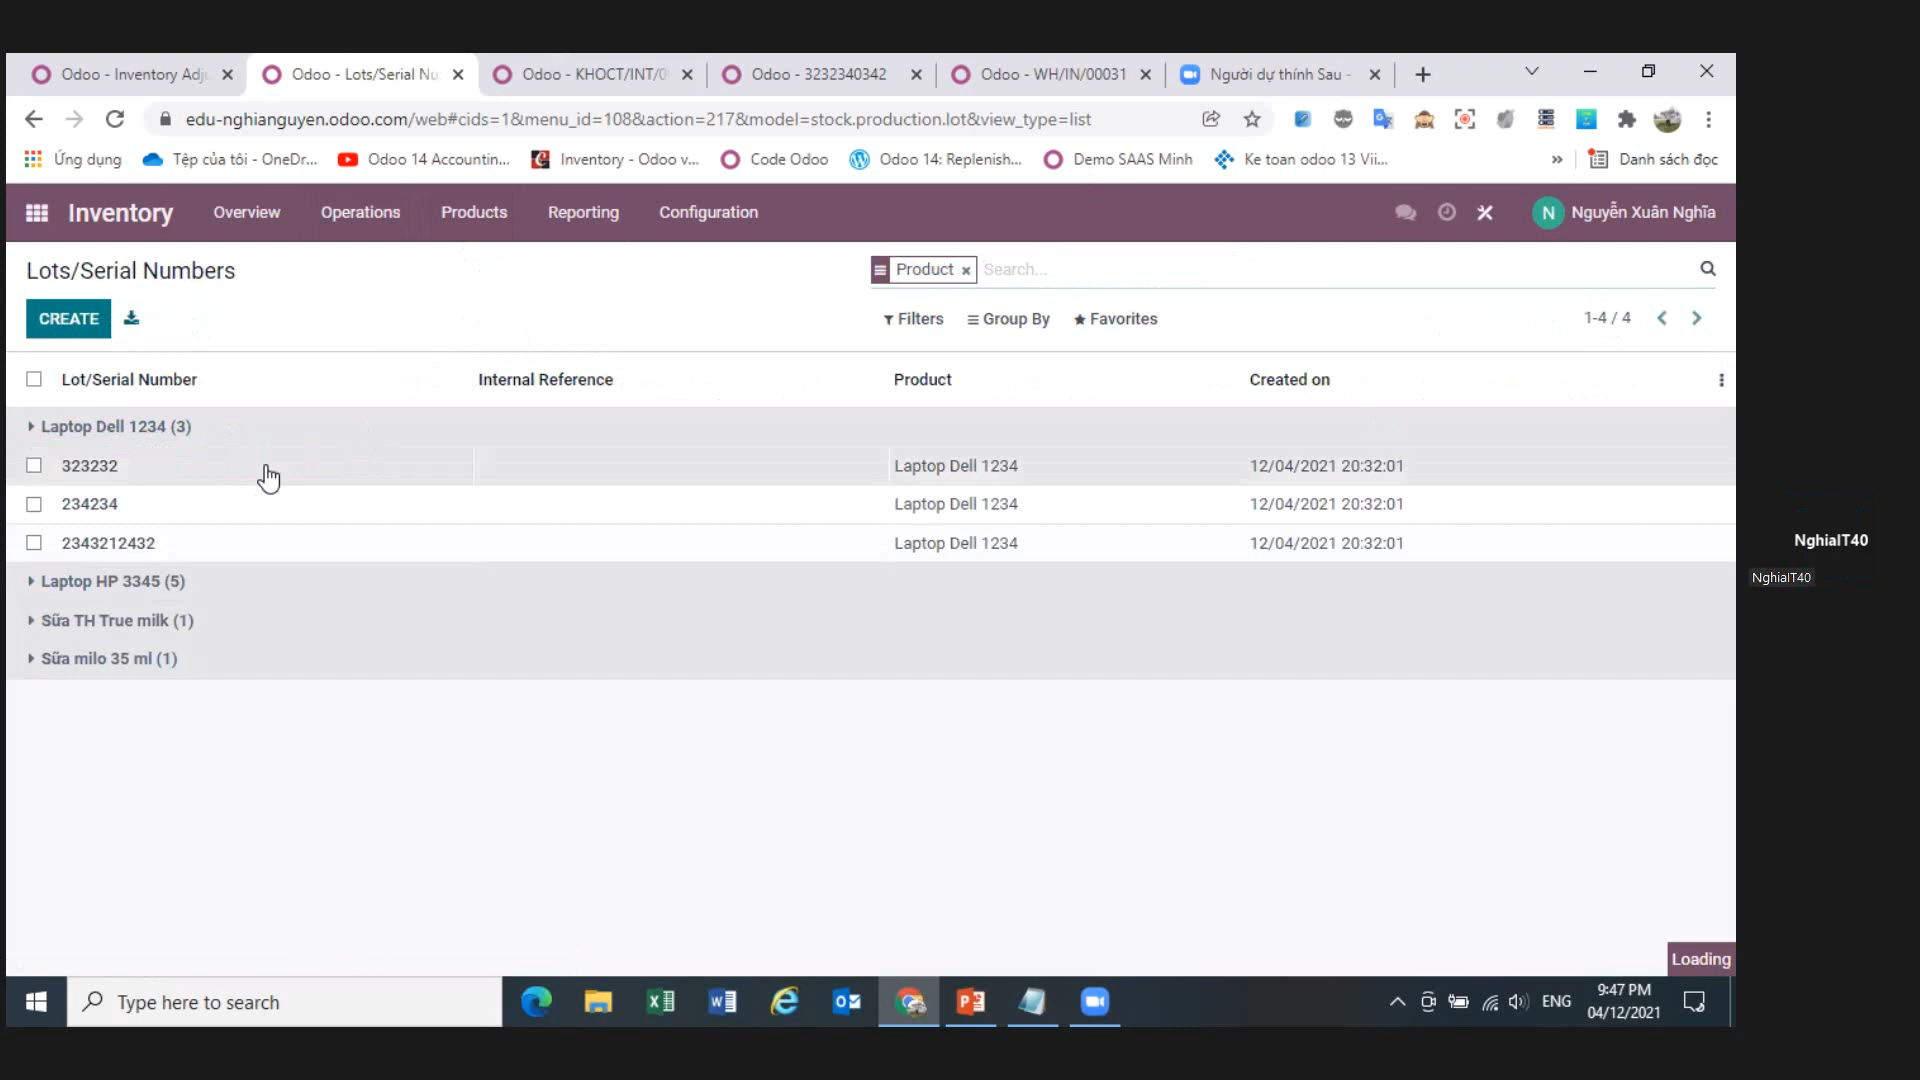 Odoo - Inventory Adju
Odoo - Lots/Serial Nu
Odoo - KHOCT/INT/0
Odoo - 3232340342
Odoo - WH/IN/00031
Người dự thính Sau -
edu-nghianguyen.odoo.com/web#cids=1&menu_id=108&action=217&model=stock.production.lot&view_type=list
Ứng dụng
Tệp của tôi - OneDr...
Odoo 14 Accountin...
Inventory - Odoo v...
Code Odoo
Odoo 14: Replenish...
Demo SAAS Minh
Ke toan odoo 13 Vii...
»
Danh sách đọc
Inventory
Overview
Operations
Products
Reporting
Configuration
N
Nguyễn Xuân Nghĩa
Lots/Serial Numbers
Product
Search...
CREATE
Filters
Group By
Favorites
1-4 / 4
Lot/Serial Number
Internal Reference
Product
Created on
Laptop Dell 1234 (3)
323232
Laptop Dell 1234
12/04/2021 20:32:01
234234
Laptop Dell 1234
12/04/2021 20:32:01
2343212432
Laptop Dell 1234
12/04/2021 20:32:01
Laptop HP 3345 (5)
Sữa TH True milk (1)
Sữa milo 35 ml (1)
NghiaIT40
NghiaIT40
Loading
Type here to search
ENG
9:47 PM
04/12/2021